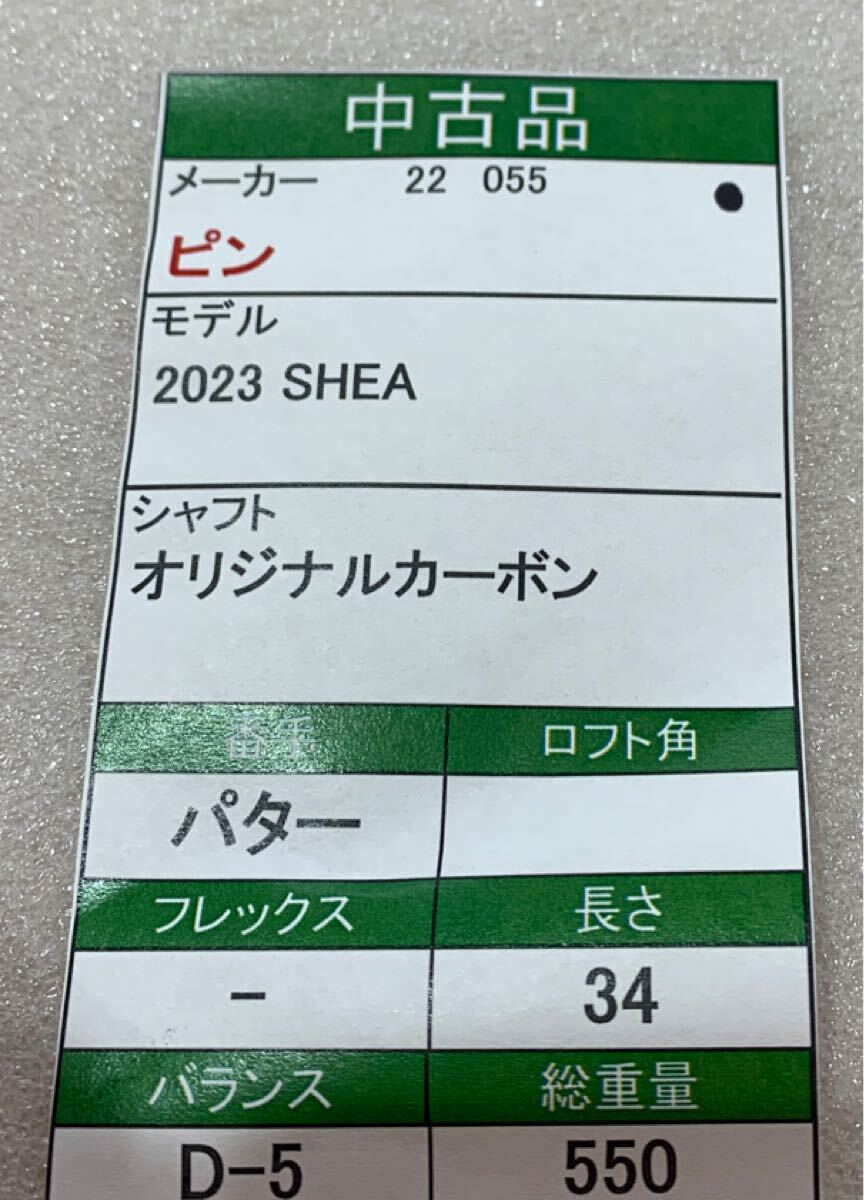 中古品
メーカー 22 055
ピン
モデル
2023 SHEA
シャフト
オリジナルカーボン
番手 ロフト角
パター
フレックス 長さ
- 34
バランス 総重量
D-5 550